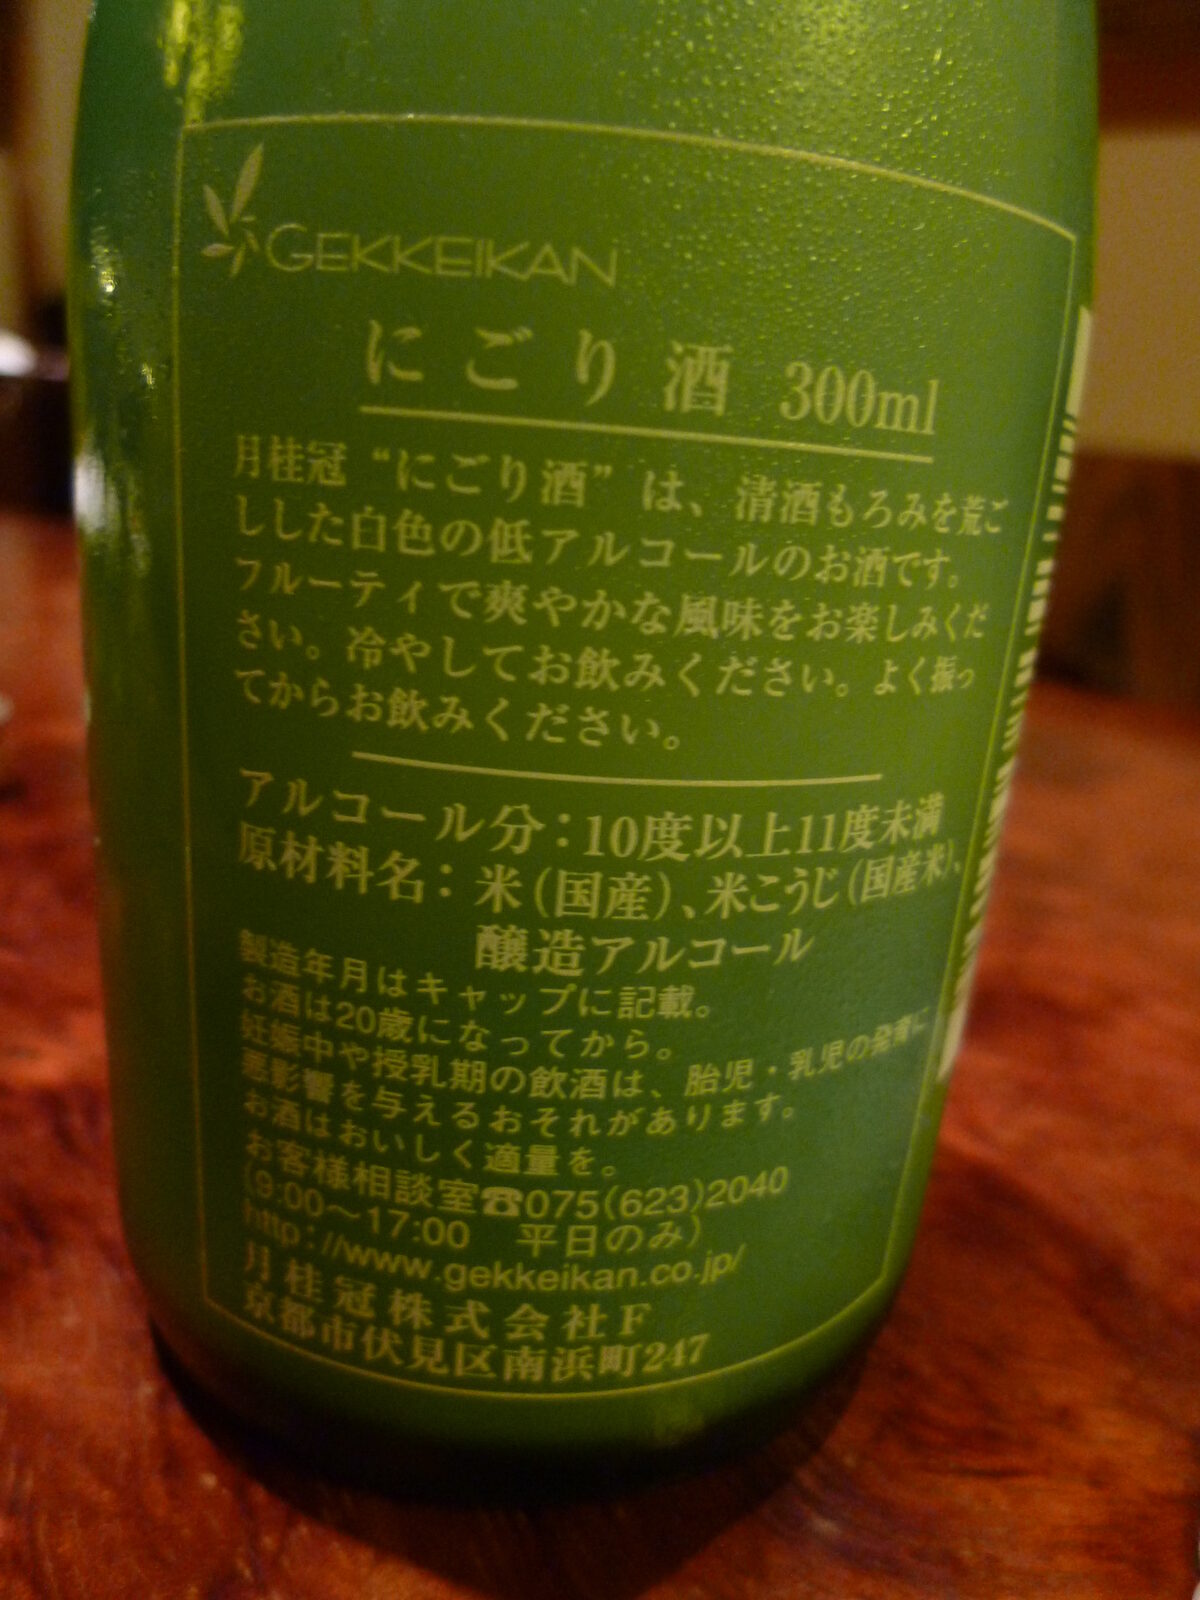 GEKKEIKAN
にごり酒 300ml
月桂冠“にごり酒”は、清酒もろみを荒ご
しした白色の低アルコールのお酒です。
フルーティで爽やかな風味をお楽しみくだ
さい。冷やしてお飲みください。よく振っ
てからお飲みください。
アルコール分：10度以上11度未満
原材料名：米(国産)、米こうじ(国産米)、
醸造アルコール
製造年月はキャップに記載。
お酒は20歳になってから。
妊娠中や授乳期の飲酒は、胎児・乳児の発育に
悪影響を与えるおそれがあります。
お酒はおいしく適量を。
お客様相談室☎075(623)2040
(9:00～17:00 平日のみ)
http://www.gekkeikan.co.jp/
月桂冠株式会社F
京都市伏見区南浜町247